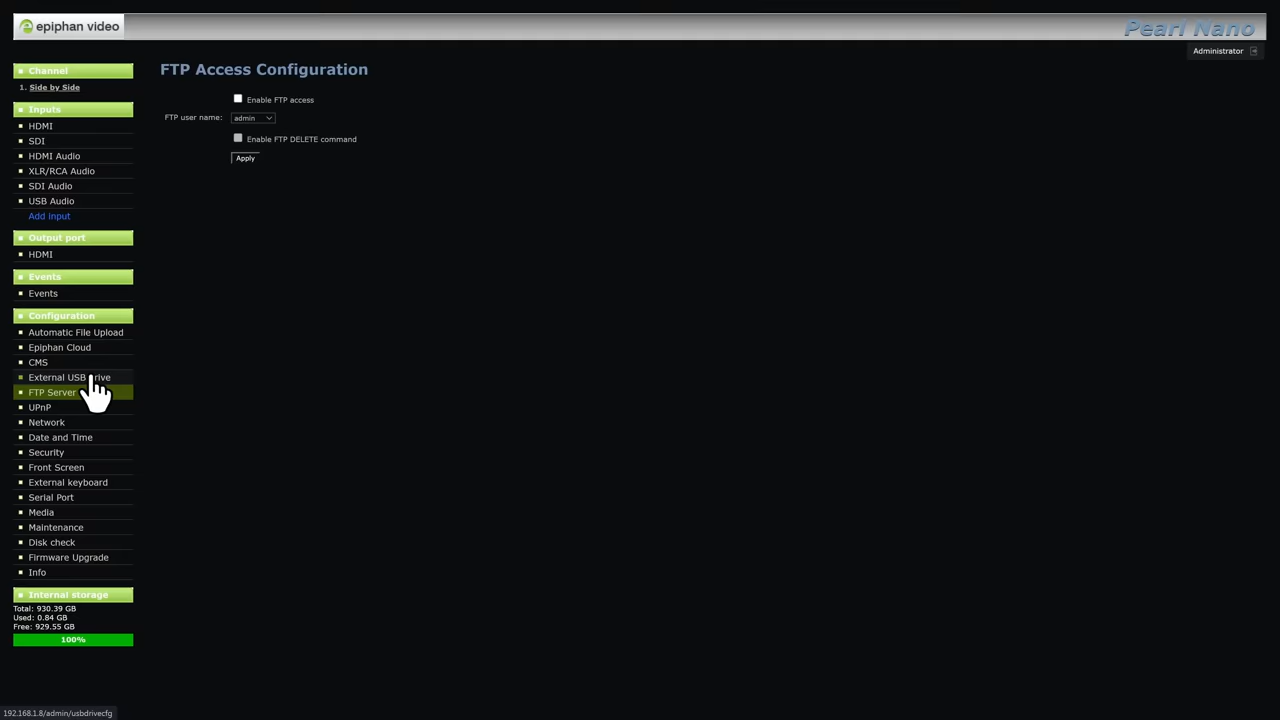 epiphan video
Pearl Nano
Administrator
Channel
1. Side by Side
Inputs
HDMI
SDI
HDMI Audio
XLR/RCA Audio
SDI Audio
USB Audio
Add input
Output port
HDMI
Events
Events
Configuration
Automatic File Upload
Epiphan Cloud
CMS
External USB rive
FTP Server
UPnP
Network
Date and Time
Security
Front Screen
External keyboard
Serial Port
Media
Maintenance
Disk check
Firmware Upgrade
Info
Internal storage
Total: 930.39 GB
Used: 0.84 GB
Free: 929.55 GB
100%
FTP Access Configuration
Enable FTP access
FTP user name: admin
Enable FTP DELETE command
Apply
192.168.1.8/admin/usbdrivecfg